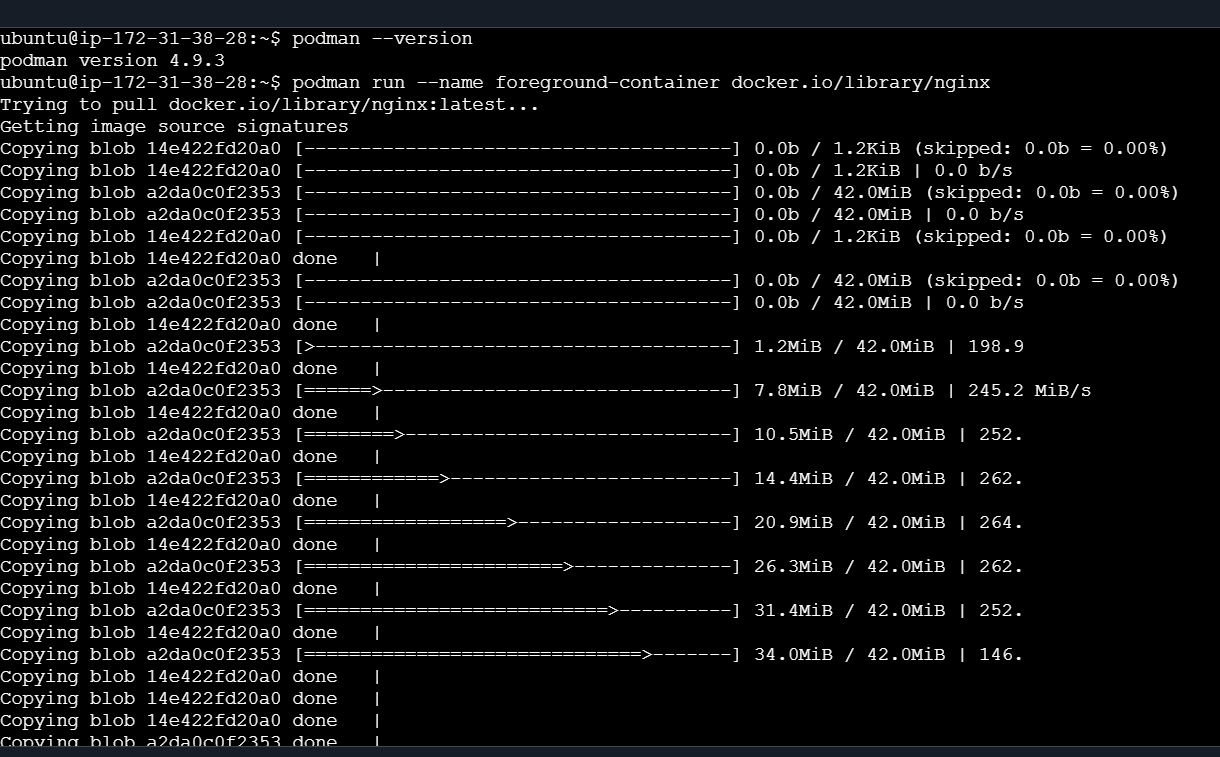 ubuntu@ip-172-31-38-28:~$ podman --version
podman version 4.9.3
ubuntu@ip-172-31-38-28:~$ podman run --name foreground-container docker.io/library/nginx
Trying to pull docker.io/library/nginx:latest...
Getting image source signatures
Copying blob 14e422fd20a0 [--------------------------------------] 0.0b / 1.2KiB (skipped: 0.0b = 0.00%)
Copying blob 14e422fd20a0 [--------------------------------------] 0.0b / 1.2KiB | 0.0 b/s
Copying blob a2da0c0f2353 [--------------------------------------] 0.0b / 42.0MiB (skipped: 0.0b = 0.00%)
Copying blob a2da0c0f2353 [--------------------------------------] 0.0b / 42.0MiB | 0.0 b/s
Copying blob 14e422fd20a0 [--------------------------------------] 0.0b / 1.2KiB (skipped: 0.0b = 0.00%)
Copying blob 14e422fd20a0 done   |
Copying blob a2da0c0f2353 [--------------------------------------] 0.0b / 42.0MiB (skipped: 0.0b = 0.00%)
Copying blob a2da0c0f2353 [--------------------------------------] 0.0b / 42.0MiB | 0.0 b/s
Copying blob 14e422fd20a0 done   |
Copying blob a2da0c0f2353 [>-------------------------------------] 1.2MiB / 42.0MiB | 198.9
Copying blob 14e422fd20a0 done   |
Copying blob a2da0c0f2353 [======>-------------------------------] 7.8MiB / 42.0MiB | 245.2 MiB/s
Copying blob 14e422fd20a0 done   |
Copying blob a2da0c0f2353 [========>-----------------------------] 10.5MiB / 42.0MiB | 252.
Copying blob 14e422fd20a0 done   |
Copying blob a2da0c0f2353 [============>-------------------------] 14.4MiB / 42.0MiB | 262.
Copying blob 14e422fd20a0 done   |
Copying blob a2da0c0f2353 [==================>-------------------] 20.9MiB / 42.0MiB | 264.
Copying blob 14e422fd20a0 done   |
Copying blob a2da0c0f2353 [=======================>--------------] 26.3MiB / 42.0MiB | 262.
Copying blob 14e422fd20a0 done   |
Copying blob a2da0c0f2353 [===========================>----------] 31.4MiB / 42.0MiB | 252.
Copying blob 14e422fd20a0 done   |
Copying blob a2da0c0f2353 [==============================>-------] 34.0MiB / 42.0MiB | 146.
Copying blob 14e422fd20a0 done   |
Copying blob 14e422fd20a0 done   |
Copying blob 14e422fd20a0 done   |
Copying blob a2da0c0f2353 done   |